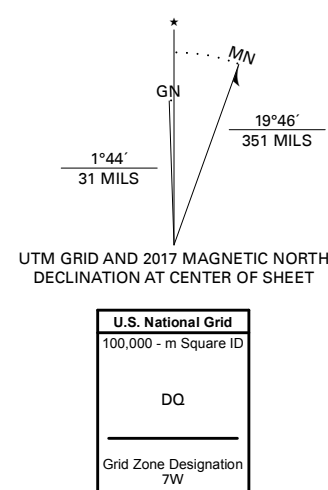 ★
MN
GN
19°46´
351 MILS
1°44´
31 MILS
UTM GRID AND 2017 MAGNETIC NORTH
DECLINATION AT CENTER OF SHEET
U.S. National Grid
100,000 - m Square ID
DQ
Grid Zone Designation
7W